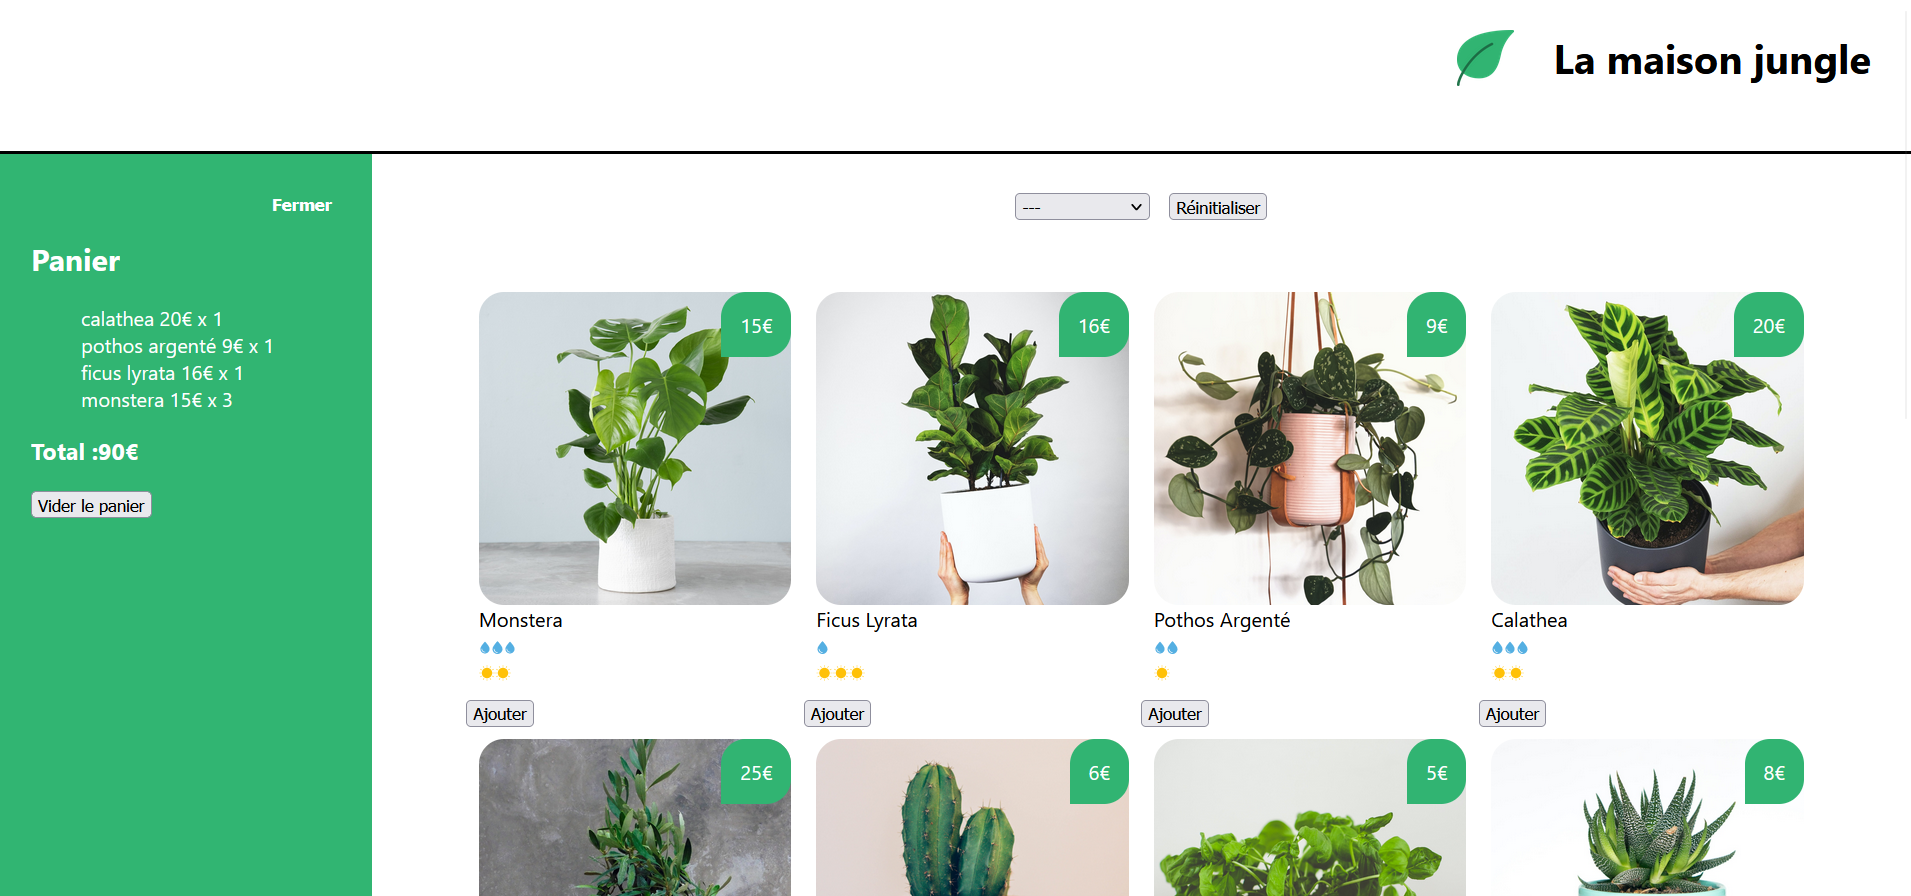 La maison jungle
Fermer
Panier
calathea 20€ x 1
pothos argenté 9€ x 1
ficus lyrata 16€ x 1
monstera 15€ x 3
Total :90€
Vider le panier
---
Réinitialiser
15€
16€
9€
20€
Monstera
Ficus Lyrata
Pothos Argenté
Calathea
Ajouter
Ajouter
Ajouter
Ajouter
25€
6€
5€
8€